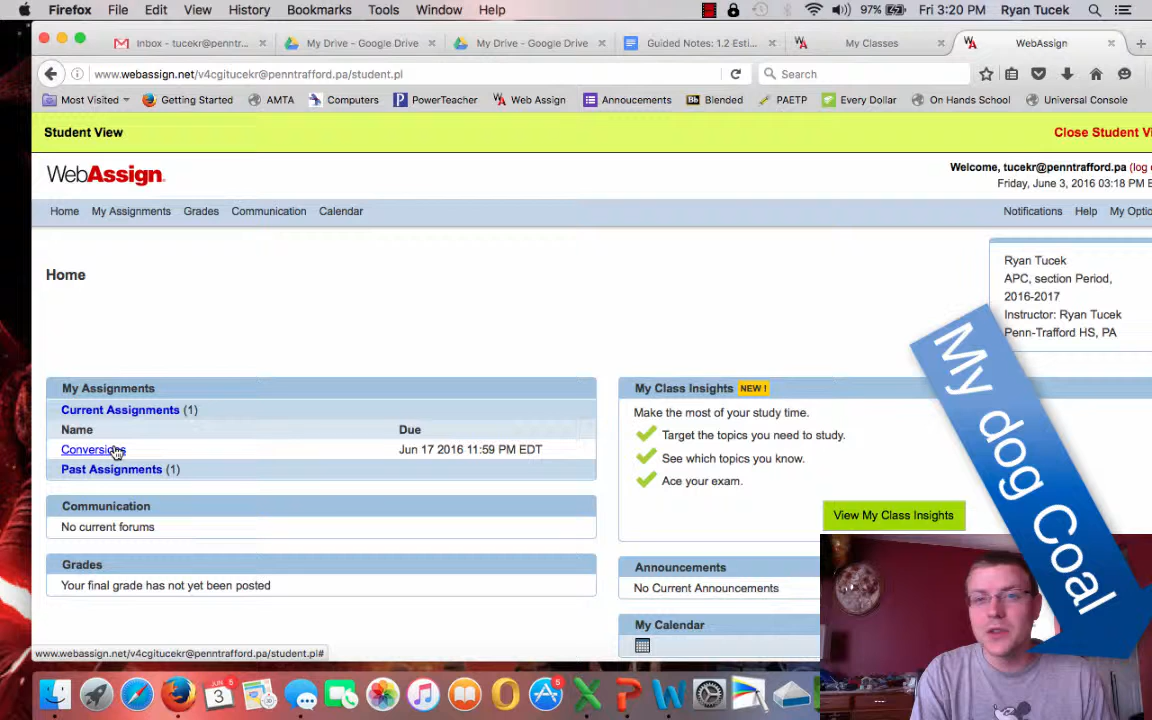 Firefox File Edit View History Bookmarks Tools Window Help 97% Fri 3:20 PM Ryan Tucek
Inbox - tucekr@penntr... My Drive - Google Drive My Drive - Google Drive Guided Notes: 1.2 Esti... My Classes WebAssign
www.webassign.net/v4cgitucekr@penntrafford.pa/student.pl Search
Most Visited Getting Started AMTA Computers PowerTeacher Web Assign Annoucements Blended PAETP Every Dollar On Hands School Universal Console
Student View Close Student Vi
WebAssign. Welcome, tucekr@penntrafford.pa (log
Friday, June 3, 2016 03:18 PM E
Home My Assignments Grades Communication Calendar Notifications Help My Optio
Home
Ryan Tucek
APC, section Period,
2016-2017
Instructor: Ryan Tucek
Penn-Trafford HS, PA
My dog Coal
My Assignments
Current Assignments (1)
Name Due
Conversions Jun 17 2016 11:59 PM EDT
Past Assignments (1)
Communication
No current forums
Grades
Your final grade has not yet been posted
My Class Insights NEW !
Make the most of your study time.
Target the topics you need to study.
See which topics you know.
Ace your exam.
View My Class Insights
Announcements
No Current Announcements
My Calendar
www.webassign.net/v4cgitucekr@penntrafford.pa/student.pl#
3
5